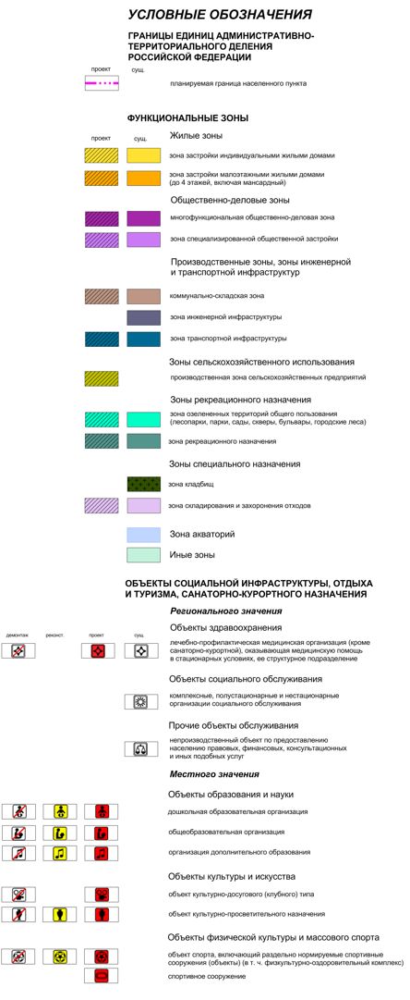 УСЛОВНЫЕ ОБОЗНАЧЕНИЯ
ГРАНИЦЫ ЕДИНИЦ АДМИНИСТРАТИВНО-
ТЕРРИТОРИАЛЬНОГО ДЕЛЕНИЯ
РОССИЙСКОЙ ФЕДЕРАЦИИ
проект сущ.
планируемая граница населенного пункта
ФУНКЦИОНАЛЬНЫЕ ЗОНЫ
проект сущ. Жилые зоны
зона застройки индивидуальными жилыми домами
зона застройки малоэтажными жилыми домами
(до 4 этажей, включая мансардный)
Общественно-деловые зоны
многофункциональная общественно-деловая зона
зона специализированной общественной застройки
Производственные зоны, зоны инженерной
и транспортной инфраструктур
коммунально-складская зона
зона инженерной инфраструктуры
зона транспортной инфраструктуры
Зоны сельскохозяйственного использования
производственная зона сельскохозяйственных предприятий
Зоны рекреационного назначения
зона озелененных территорий общего пользования
(лесопарки, парки, сады, скверы, бульвары, городские леса)
зона рекреационного назначения
Зоны специального назначения
зона кладбищ
зона складирования и захоронения отходов
Зона акваторий
Иные зоны
ОБЪЕКТЫ СОЦИАЛЬНОЙ ИНФРАСТРУКТУРЫ, ОТДЫХА
И ТУРИЗМА, САНАТОРНО-КУРОРТНОГО НАЗНАЧЕНИЯ
Регионального значения
Объекты здравоохранения
демонтаж реконст. проект сущ.
лечебно-профилактическая медицинская организация (кроме
санаторно-курортной), оказывающая медицинскую помощь
в стационарных условиях, ее структурное подразделение
Объекты социального обслуживания
комплексные, полустационарные и нестационарные
организации социального обслуживания
Прочие объекты обслуживания
непроизводственный объект по предоставлению
населению правовых, финансовых, консультационных
и иных подобных услуг
Местного значения
Объекты образования и науки
дошкольная образовательная организация
общеобразовательная организация
организация дополнительного образования
Объекты культуры и искусства
объект культурно-досугового (клубного) типа
объект культурно-просветительного назначения
Объекты физической культуры и массового спорта
объект спорта, включающий раздельно нормируемые спортивные
сооружения (объекты) (в т. ч. физкультурно-оздоровительный комплекс)
спортивное сооружение